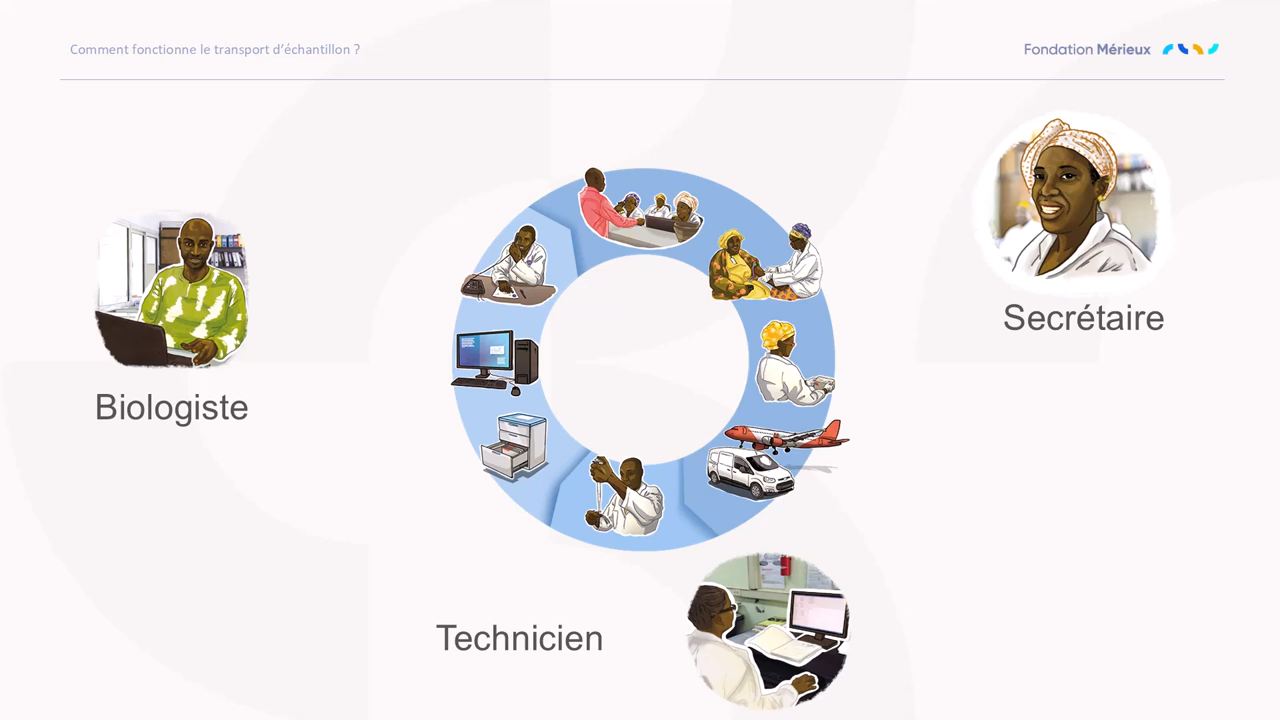 Comment fonctionne le transport d'échantillon ?
Fondation Mérieux
Secrétaire
Biologiste
Technicien